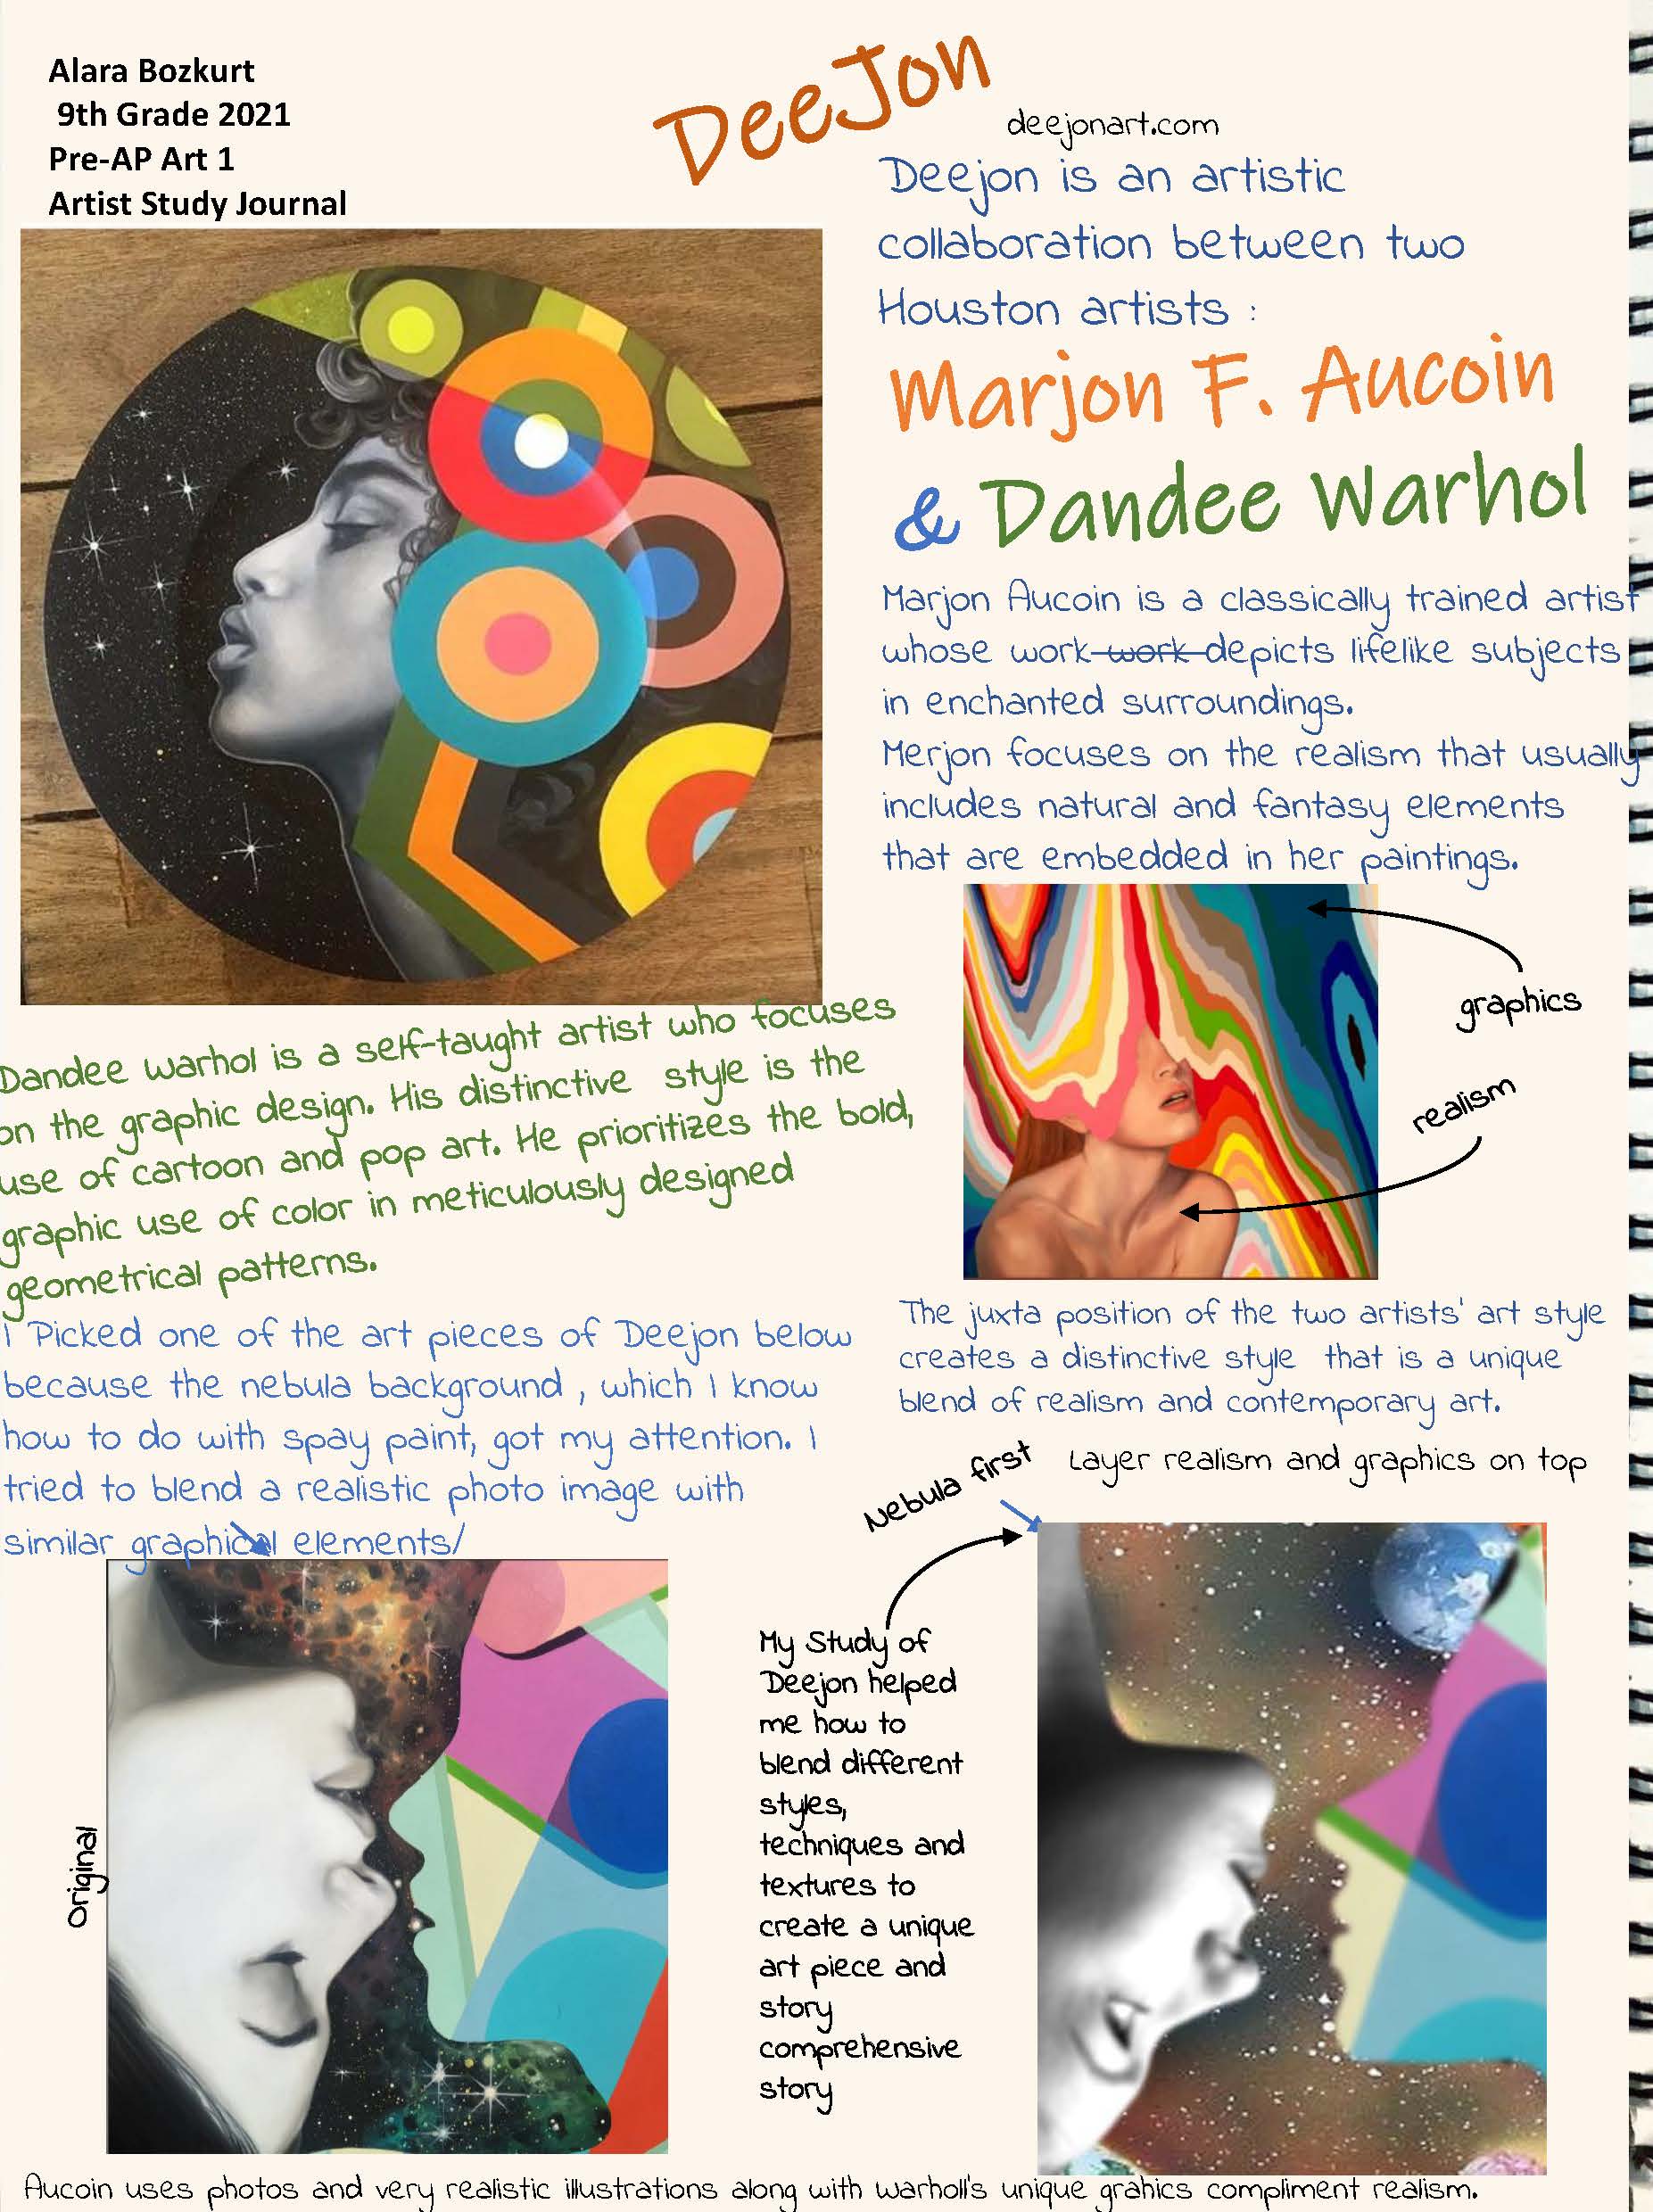 Alara Bozkurt
9th Grade 2021
Pre-AP Art 1
Artist Study Journal
DeeJon
deejonart.com
Deejon is an artistic
collaboration between two
Houston artists :
Marjon F. Aucoin
& Dandee Warhol
Marjon Aucoin is a classically trained artist
whose work work depicts lifelike subjects
in enchanted surroundings.
Merjon focuses on the realism that usually
includes natural and fantasy elements
that are embedded in her paintings.
graphics
realism
Dandee Warhol is a self-taught artist who focuses
on the graphic design. His distinctive style is the
use of cartoon and pop art. He prioritizes the bold,
graphic use of color in meticulously designed
geometrical patterns.
The juxta position of the two artists' art style
creates a distinctive style that is a unique
blend of realism and contemporary art.
I Picked one of the art pieces of Deejon below
because the nebula background , which I know
how to do with spay paint, got my attention. I
tried to blend a realistic photo image with
similar graphical elements/
Nebula first
Layer realism and graphics on top
Original
My Study of
Deejon helped
me how to
blend different
styles,
techniques and
textures to
create a unique
art piece and
story
comprehensive
story
Aucoin uses photos and very realistic illustrations along with warholl's unique grahics compliment realism.